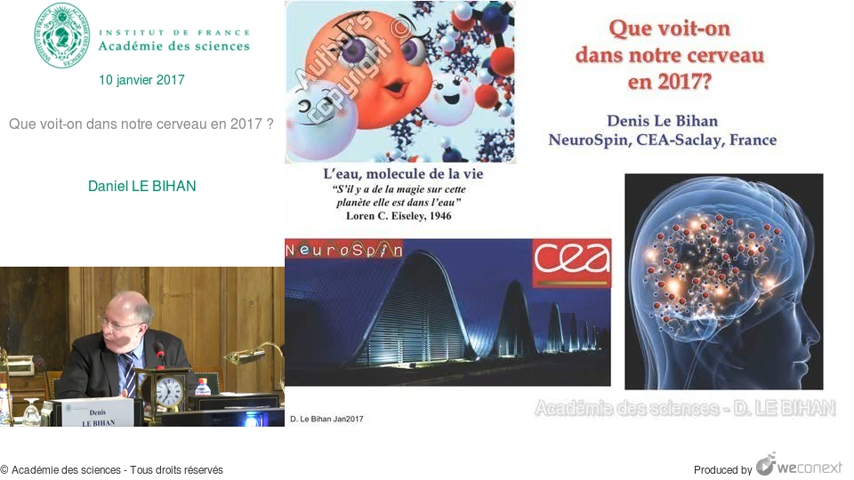 INSTITUT DE FRANCE
Académie des sciences
10 janvier 2017
Que voit-on dans notre cerveau en 2017 ?
Daniel LE BIHAN
Denis
LE BIHAN
Author's
copyright ©
L'eau, molecule de la vie
“S'il y a de la magie sur cette
planète elle est dans l'eau”
Loren C. Eiseley, 1946
Que voit-on
dans notre cerveau
en 2017?
Denis Le Bihan
NeuroSpin, CEA-Saclay, France
NeuroSpin
cea
D. Le Bihan Jan2017
Académie des sciences - D. LE BIHAN
© Académie des sciences - Tous droits réservés
Produced by weconext